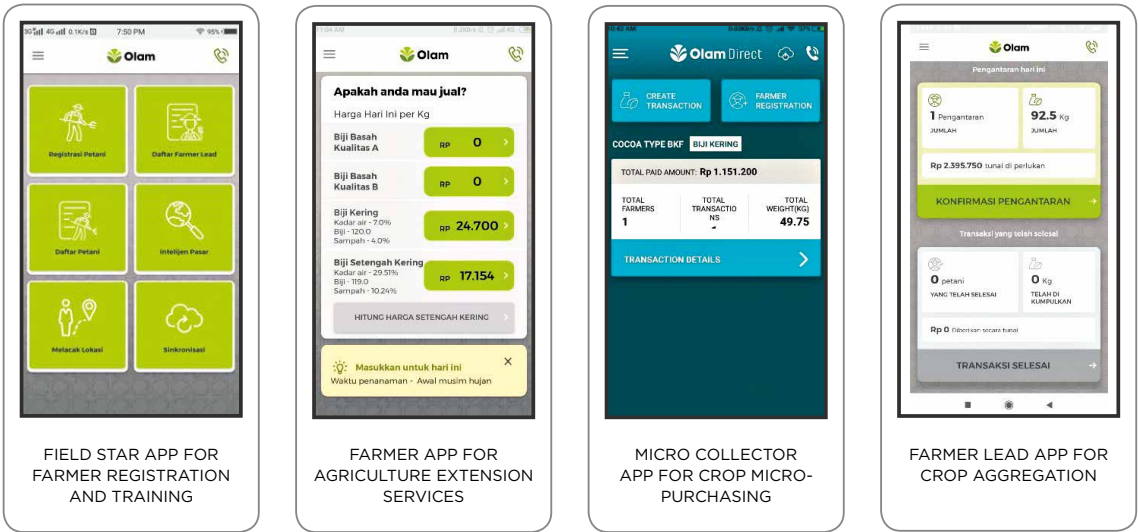 7:50 PM
95%
Olam
Registrasi Petani
Daftar Farmer Lead
Daftar Petani
Intelijen Pasar
Melacak Lokasi
Sinkronisasi
FIELD STAR APP FOR
FARMER REGISTRATION
AND TRAINING
11:04 AM
Olam
Apakah anda mau jual?
Harga Hari Ini per Kg
Biji Basah
Kualitas A
RP 0
Biji Basah
Kualitas B
RP 0
Biji Kering
Kadar air - 7.0%
Biji - 120.0
Sampah - 4.0%
RP 24.700
Biji Setengah Kering
Kadar air - 29.51%
Biji - 119.0
Sampah - 10.24%
RP 17.154
HITUNG HARGA SETENGAH KERING
Masukkan untuk hari ini
Waktu penanaman - Awal musim hujan
FARMER APP FOR
AGRICULTURE EXTENSION
SERVICES
Olam Direct
CREATE
TRANSACTION
FARMER
REGISTRATION
COCOA TYPE BKF BIJI KERING
TOTAL PAID AMOUNT: Rp 1.151.200
TOTAL
FARMERS
1
TOTAL
TRANSACTIO
NS
TOTAL
WEIGHT(KG)
49.75
TRANSACTION DETAILS
MICRO COLLECTOR
APP FOR CROP MICRO-
PURCHASING
Olam
Pengantaran hari ini
1 Pengantaran
JUMLAH
92.5 Kg
JUMLAH
Rp 2.395.750 tunai di perlukan
KONFIRMASI PENGANTARAN
Transaksi yang telah selesai
0 petani
YANG TELAH SELESAI
0 Kg
TELAH DI
KUMPULKAN
Rp 0 Diberikan secara tunai
TRANSAKSI SELESAI
FARMER LEAD APP FOR
CROP AGGREGATION